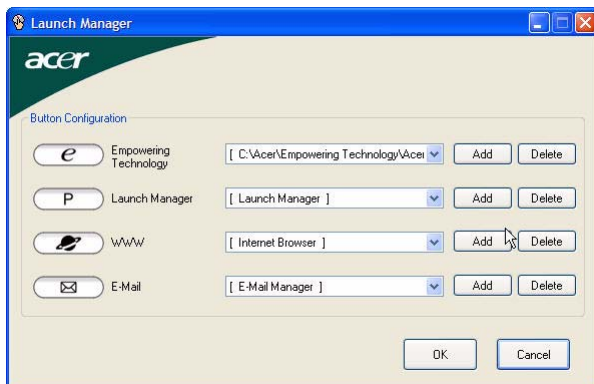 Launch Manager
acer
Button Configuration
e Empowering Technology [ C:\Acer\Empowering Technology\Acer Add Delete
P Launch Manager [ Launch Manager ] Add Delete
WWW [ Internet Browser ] Add Delete
E-Mail [ E-Mail Manager ] Add Delete
OK Cancel